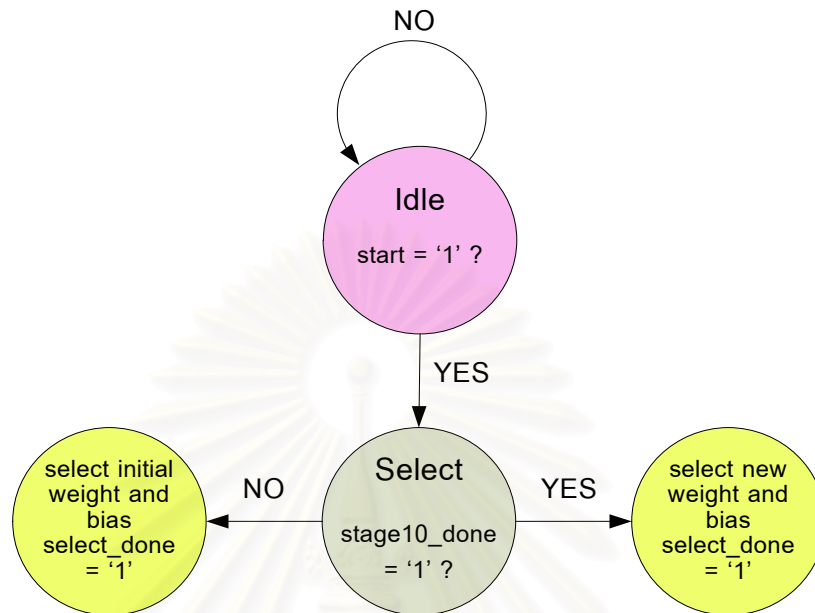 NO
Idle
start = ‘1’ ?
YES
select initial
weight and
bias
select_done
= ‘1’
NO
Select
stage10_done
= ‘1’ ?
YES
select new
weight and
bias
select_done
= ‘1’